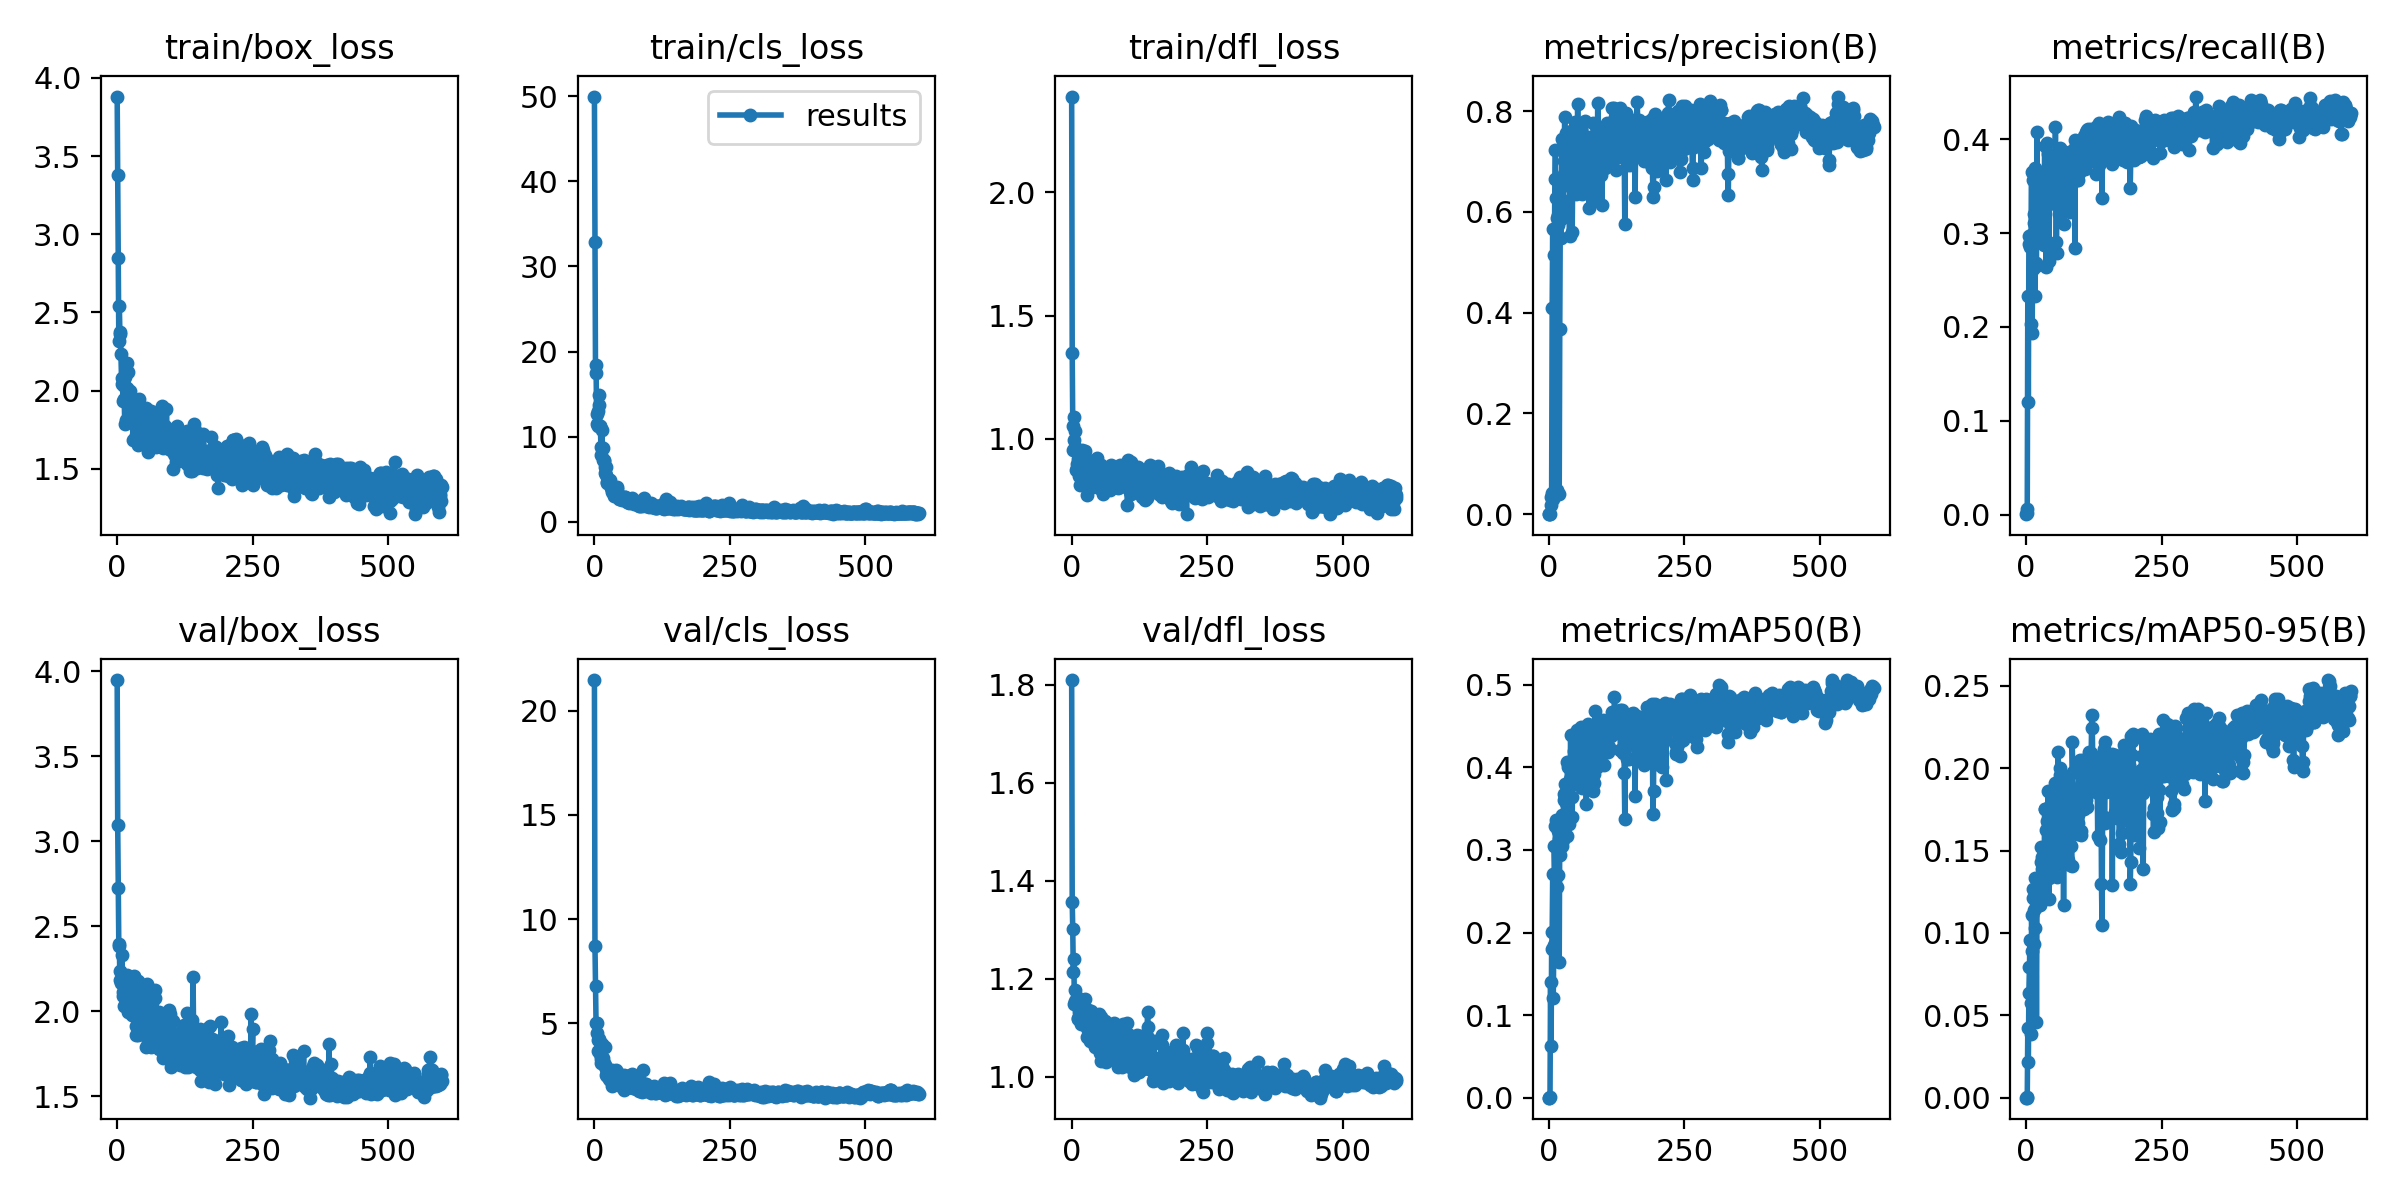 train/box_loss
4.0
3.5
3.0
2.5
2.0
1.5
0 250 500
train/cls_loss
results
50
40
30
20
10
0
0 250 500
train/dfl_loss
2.0
1.5
1.0
0 250 500
metrics/precision(B)
0.8
0.6
0.4
0.2
0.0
0 250 500
metrics/recall(B)
0.4
0.3
0.2
0.1
0.0
0 250 500
val/box_loss
4.0
3.5
3.0
2.5
2.0
1.5
0 250 500
val/cls_loss
20
15
10
5
0 250 500
val/dfl_loss
1.8
1.6
1.4
1.2
1.0
0 250 500
metrics/mAP50(B)
0.5
0.4
0.3
0.2
0.1
0.0
0 250 500
metrics/mAP50-95(B)
0.25
0.20
0.15
0.10
0.05
0.00
0 250 500